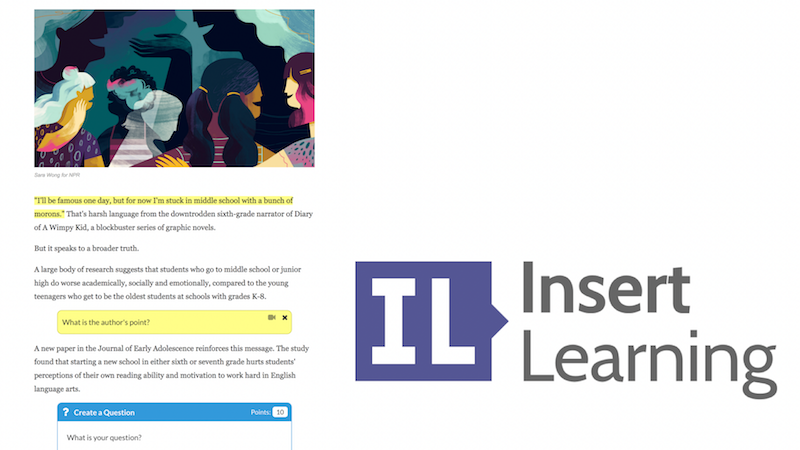 Sara Wong for NPR
"I'll be famous one day, but for now I'm stuck in middle school with a bunch of
morons." That's harsh language from the downtrodden sixth-grade narrator of Diary
of A Wimpy Kid, a blockbuster series of graphic novels.
But it speaks to a broader truth.
A large body of research suggests that students who go to middle school or junior
high do worse academically, socially and emotionally, compared to the young
teenagers who get to be the oldest students at schools with grades K-8.
What is the author's point?
A new paper in the Journal of Early Adolescence reinforces this message. The study
found that starting a new school in either sixth or seventh grade hurts students'
perceptions of their own reading ability and motivation to work hard in English
language arts.
? Create a Question Points: 10
What is your question?
IL
Insert
Learning